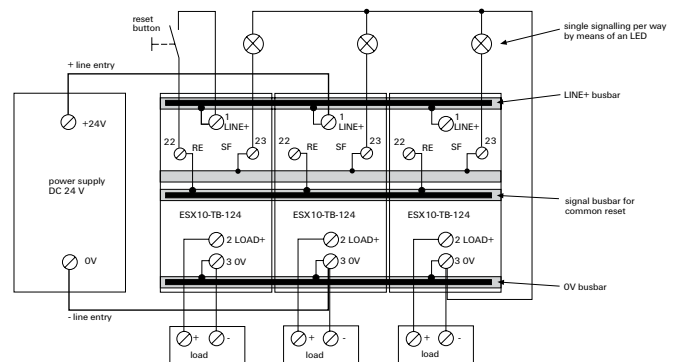 reset
button
single signalling per way
by means of an LED
+ line entry
LINE+ busbar
+24V
1
LINE+
1
LINE+
1
LINE+
22
RE
SF
23
22
RE
SF
23
22
RE
SF
23
power supply
DC 24 V
signal busbar for
common reset
ESX10-TB-124
ESX10-TB-124
ESX10-TB-124
2 LOAD+
2 LOAD+
2 LOAD+
0V
3 0V
3 0V
3 0V
0V busbar
- line entry
+ -
load
+ -
load
+ -
load